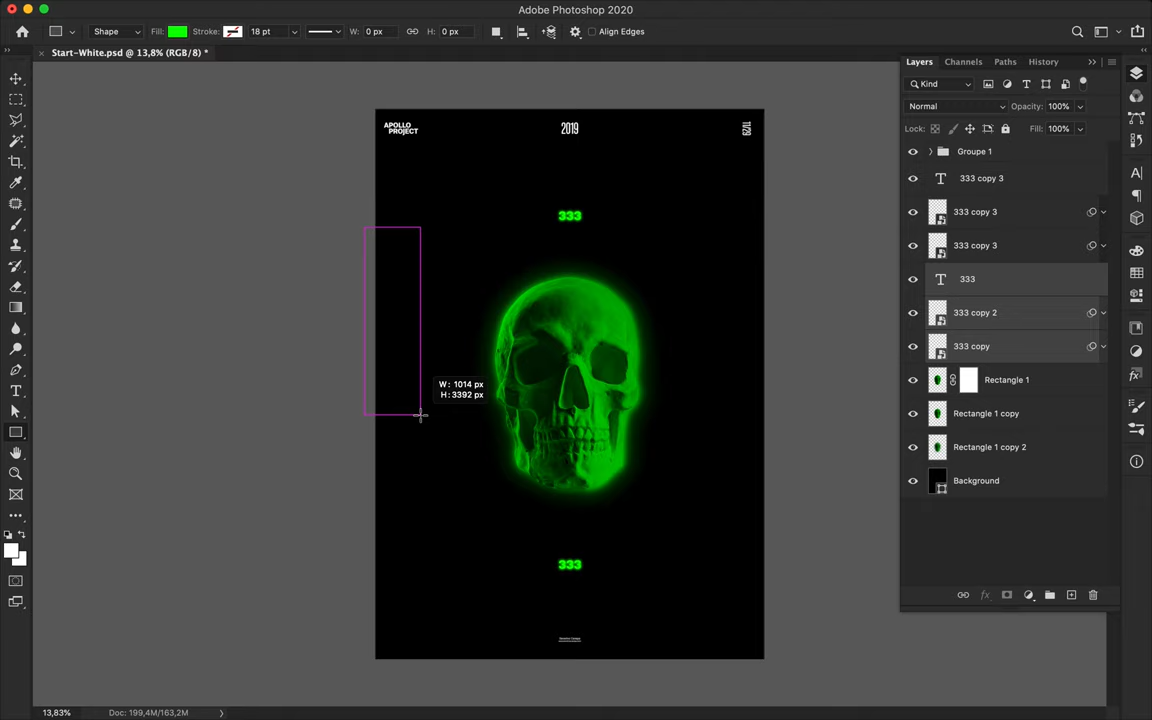 Adobe Photoshop 2020
Shape
Fill:
Stroke:
18 pt
W: 0 px
H: 0 px
Align Edges
Start-White.psd @ 13,8% (RGB/8) *
Layers
Channels
Paths
History
Kind
Normal
Opacity: 100%
Lock:
Fill: 100%
Groupe 1
333 copy 3
333 copy 3
333 copy 3
333
333 copy 2
333 copy
Rectangle 1
Rectangle 1 copy
Rectangle 1 copy 2
Background
APOLLO
PROJECT
2019
11/29
333
W: 1014 px
H: 3392 px
333
13,83%
Doc: 199,4M/163,2M